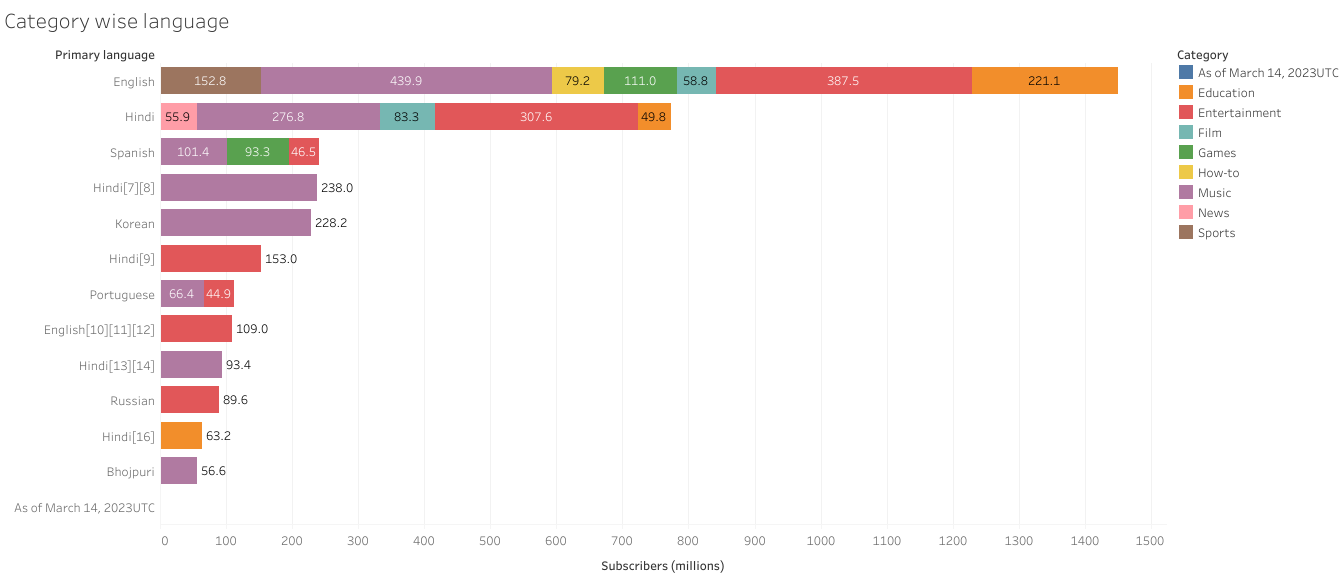 Category wise language
Primary language
English 152.8 439.9 79.2 111.0 58.8 387.5 221.1
Hindi 55.9 276.8 83.3 307.6 49.8
Spanish 101.4 93.3 46.5
Hindi[7][8] 238.0
Korean 228.2
Hindi[9] 153.0
Portuguese 66.4 44.9
English[10][11][12] 109.0
Hindi[13][14] 93.4
Russian 89.6
Hindi[16] 63.2
Bhojpuri 56.6
As of March 14, 2023UTC
0 100 200 300 400 500 600 700 800 900 1000 1100 1200 1300 1400 1500
Subscribers (millions)
Category
As of March 14, 2023UTC
Education
Entertainment
Film
Games
How-to
Music
News
Sports